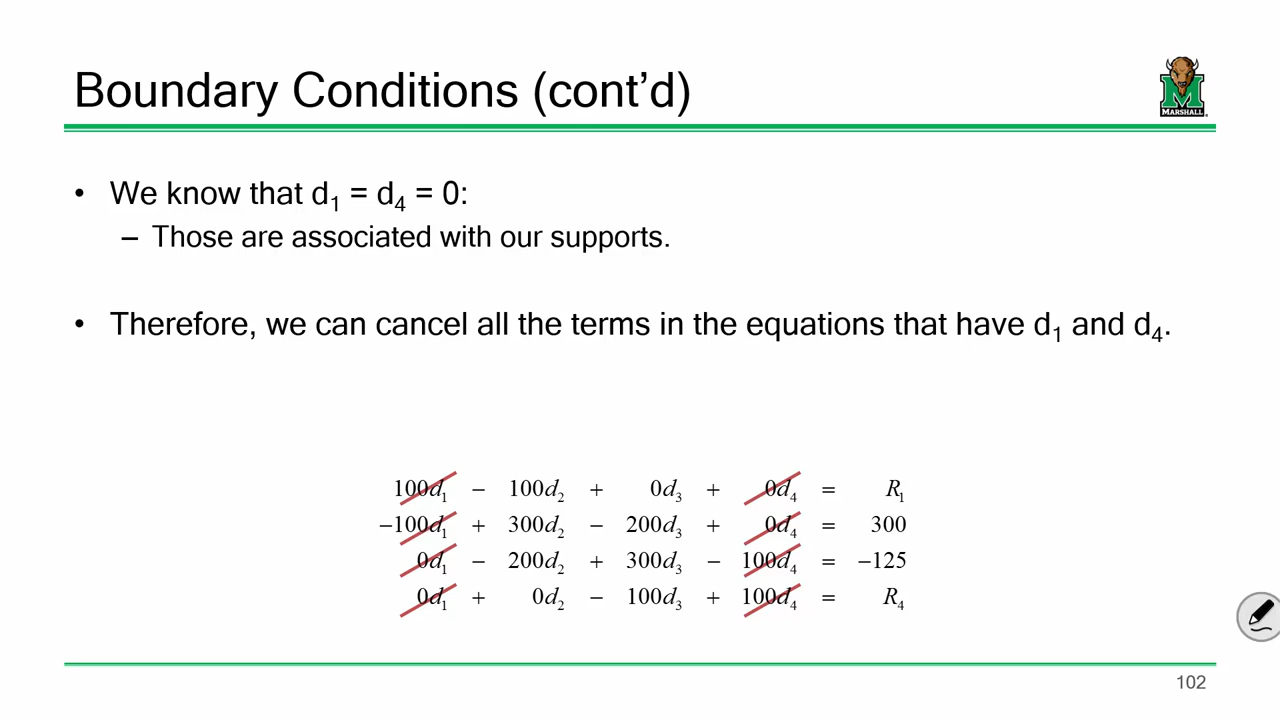 Boundary Conditions (cont’d)
MARSHALL
• We know that d₁ = d₄ = 0:
– Those are associated with our supports.
• Therefore, we can cancel all the terms in the equations that have d₁ and d₄.
100d₁ − 100d₂ + 0d₃ + 0d₄ = R₁
−100d₁ + 300d₂ − 200d₃ + 0d₄ = 300
0d₁ − 200d₂ + 300d₃ − 100d₄ = −125
0d₁ + 0d₂ − 100d₃ + 100d₄ = R₄
102